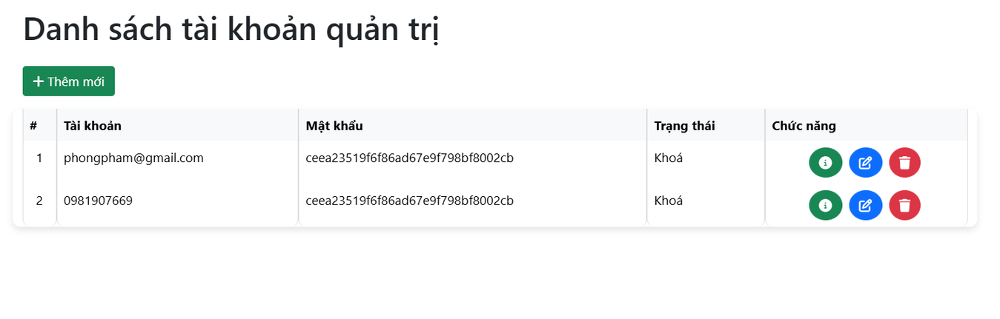 Danh sách tài khoản quản trị
Thêm mới
# Tài khoản Mật khẩu Trạng thái Chức năng
1 phongpham@gmail.com ceea23519f6f86ad67e9f798bf8002cb Khoá
2 0981907669 ceea23519f6f86ad67e9f798bf8002cb Khoá